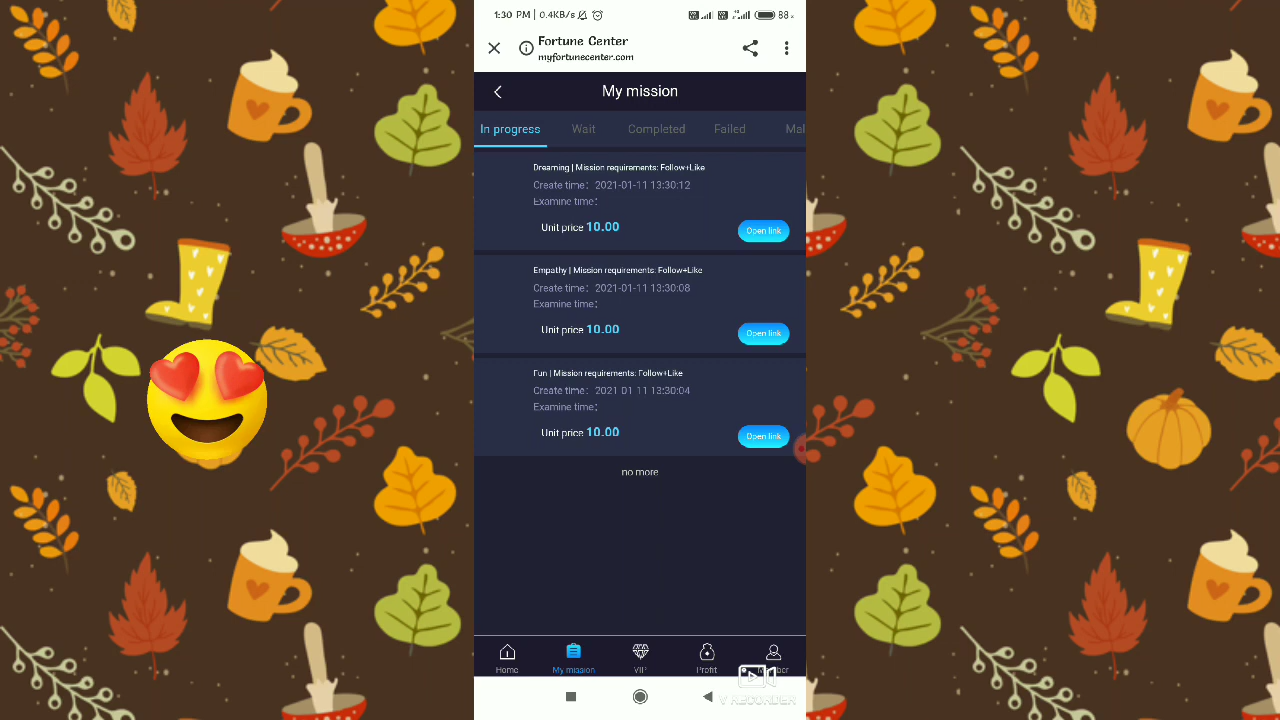 1:30 PM | 0.4KB/s 88
Fortune Center
myfortunecenter.com
My mission
In progress Wait Completed Failed Mal
Dreaming | Mission requirements: Follow+Like
Create time: 2021-01-11 13:30:12
Examine time:
Unit price 10.00 Open link
Empathy | Mission requirements: Follow+Like
Create time: 2021-01-11 13:30:08
Examine time:
Unit price 10.00 Open link
Fun | Mission requirements: Follow+Like
Create time: 2021-01-11 13:30:04
Examine time:
Unit price 10.00 Open link
no more
Home My mission VIP Profit
V RECORDER